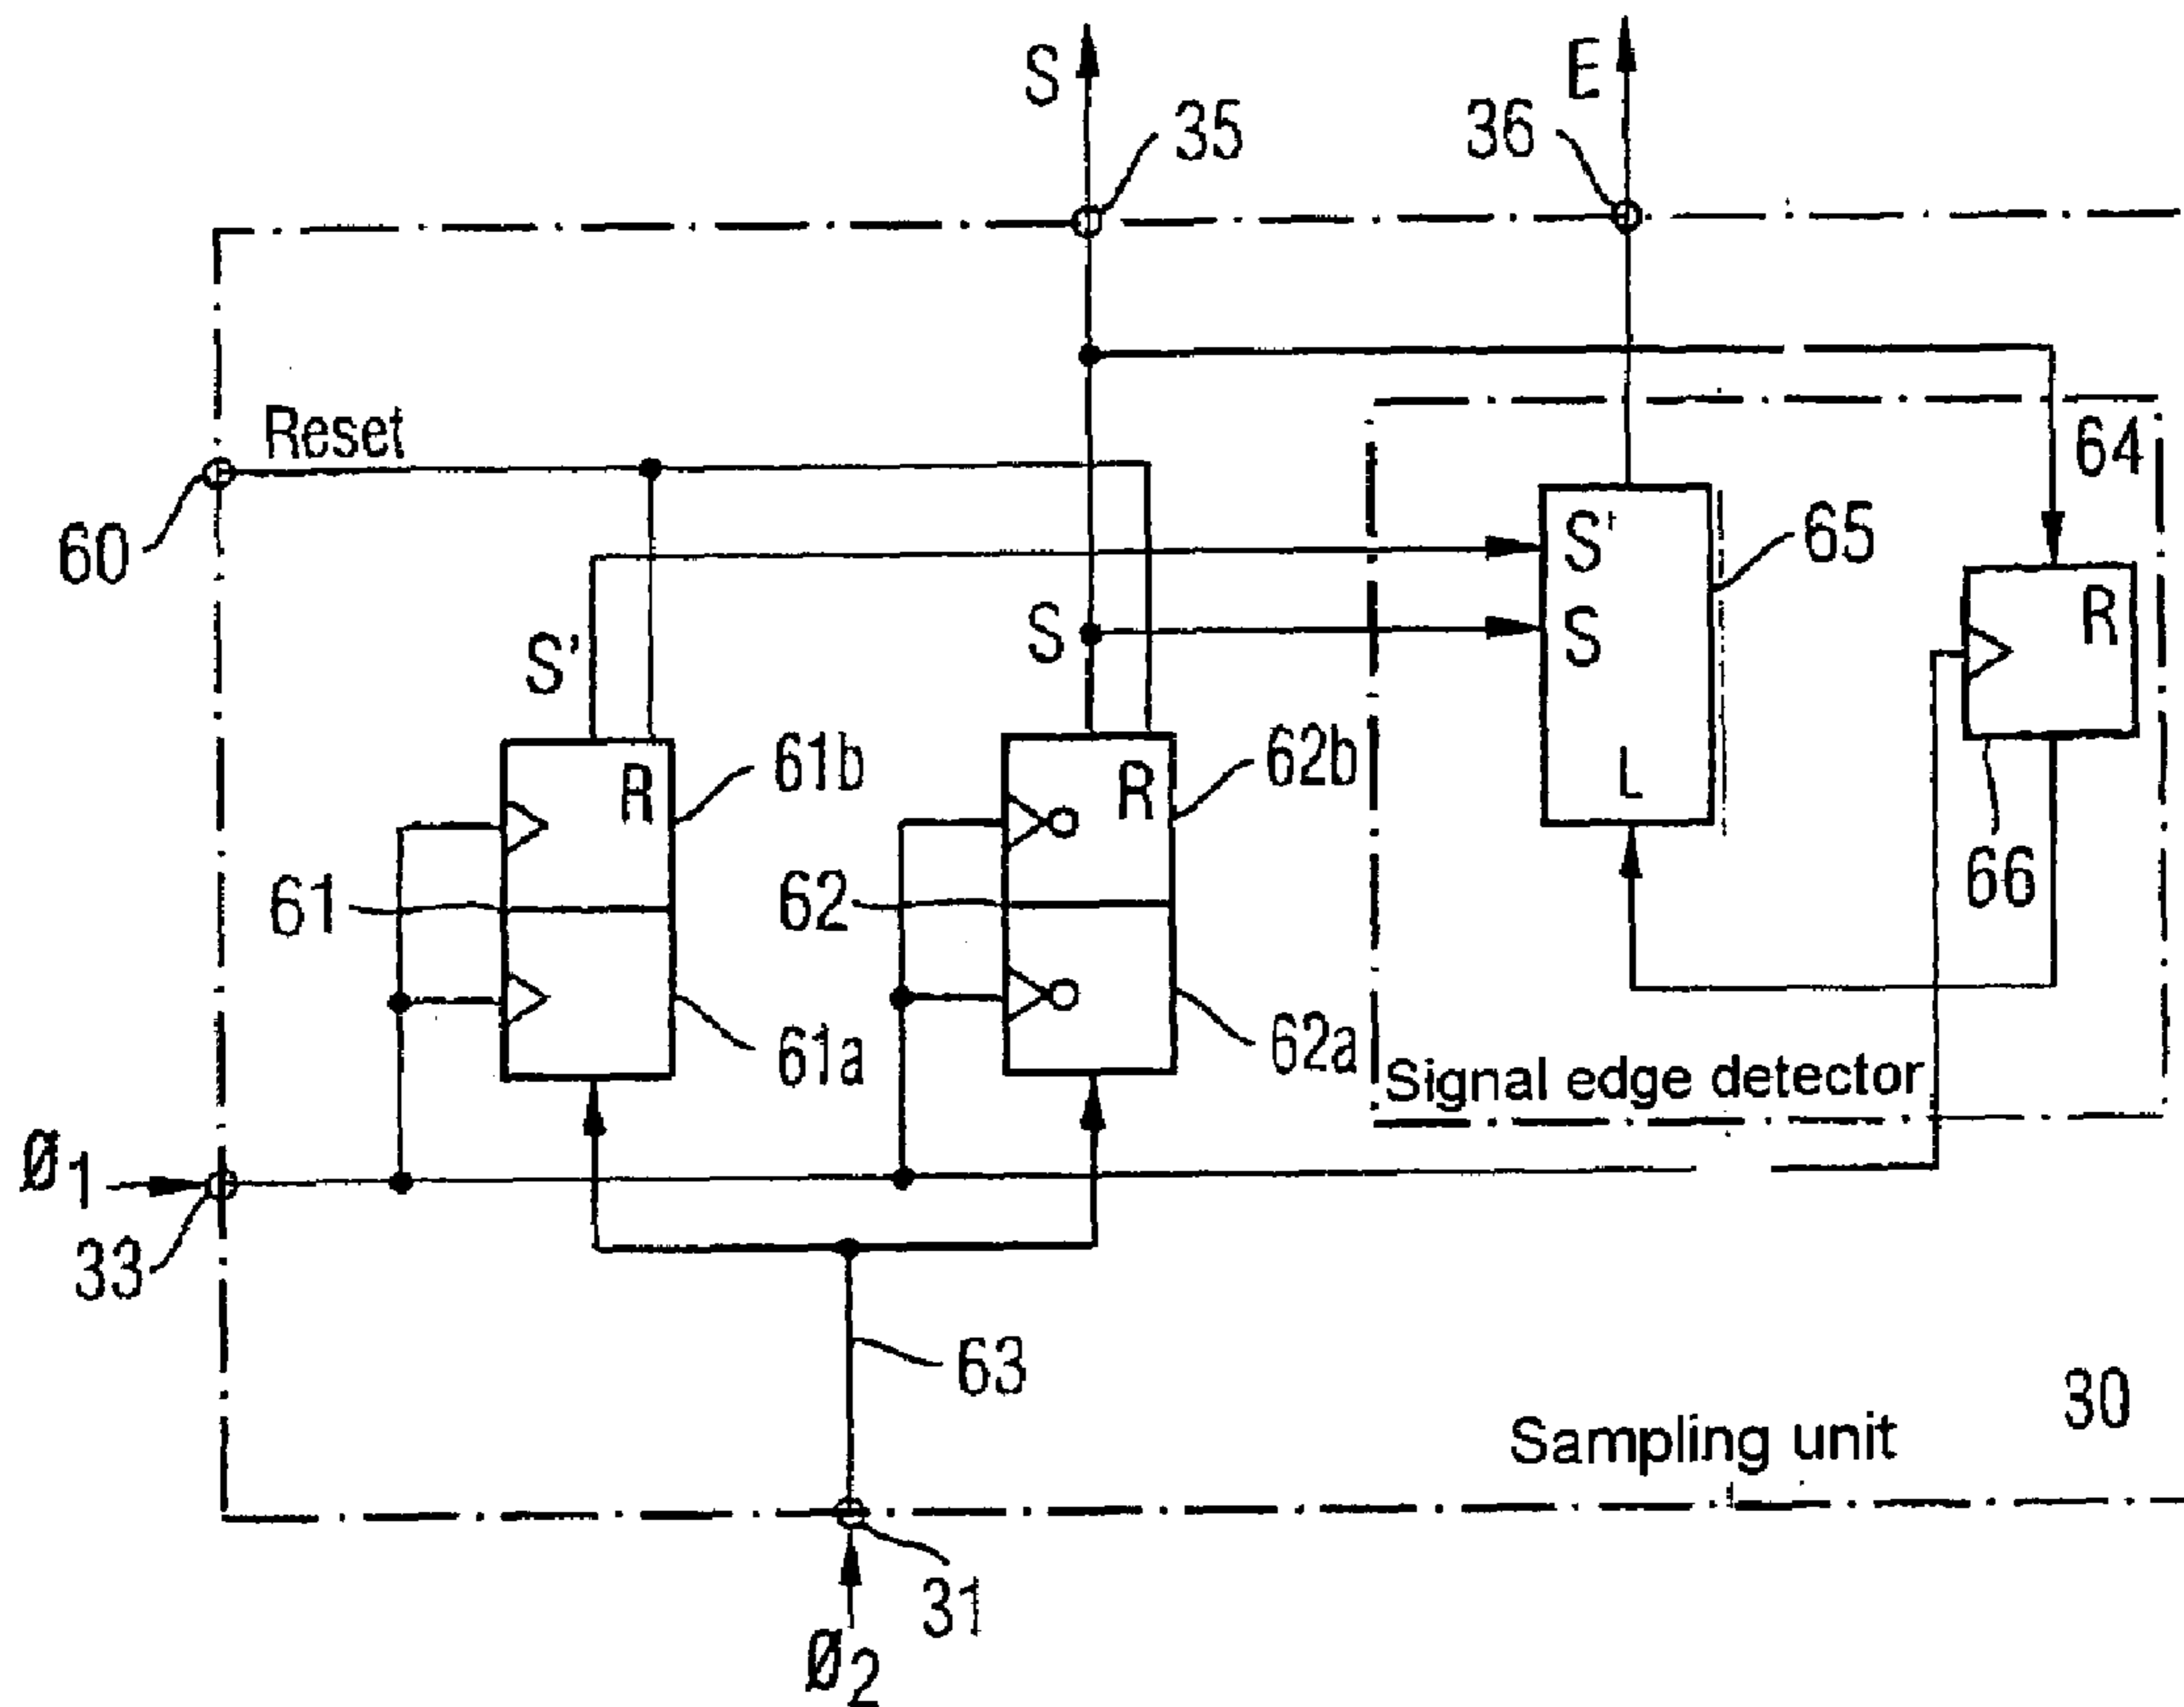 S
E
35
36
Reset
64
60
S'
65
S
S
S'
R
R
61b
R
62b
L
61
62
66
61a
62a
Signal edge detector
Ø1
33
63
30
Sampling unit
31
Ø2